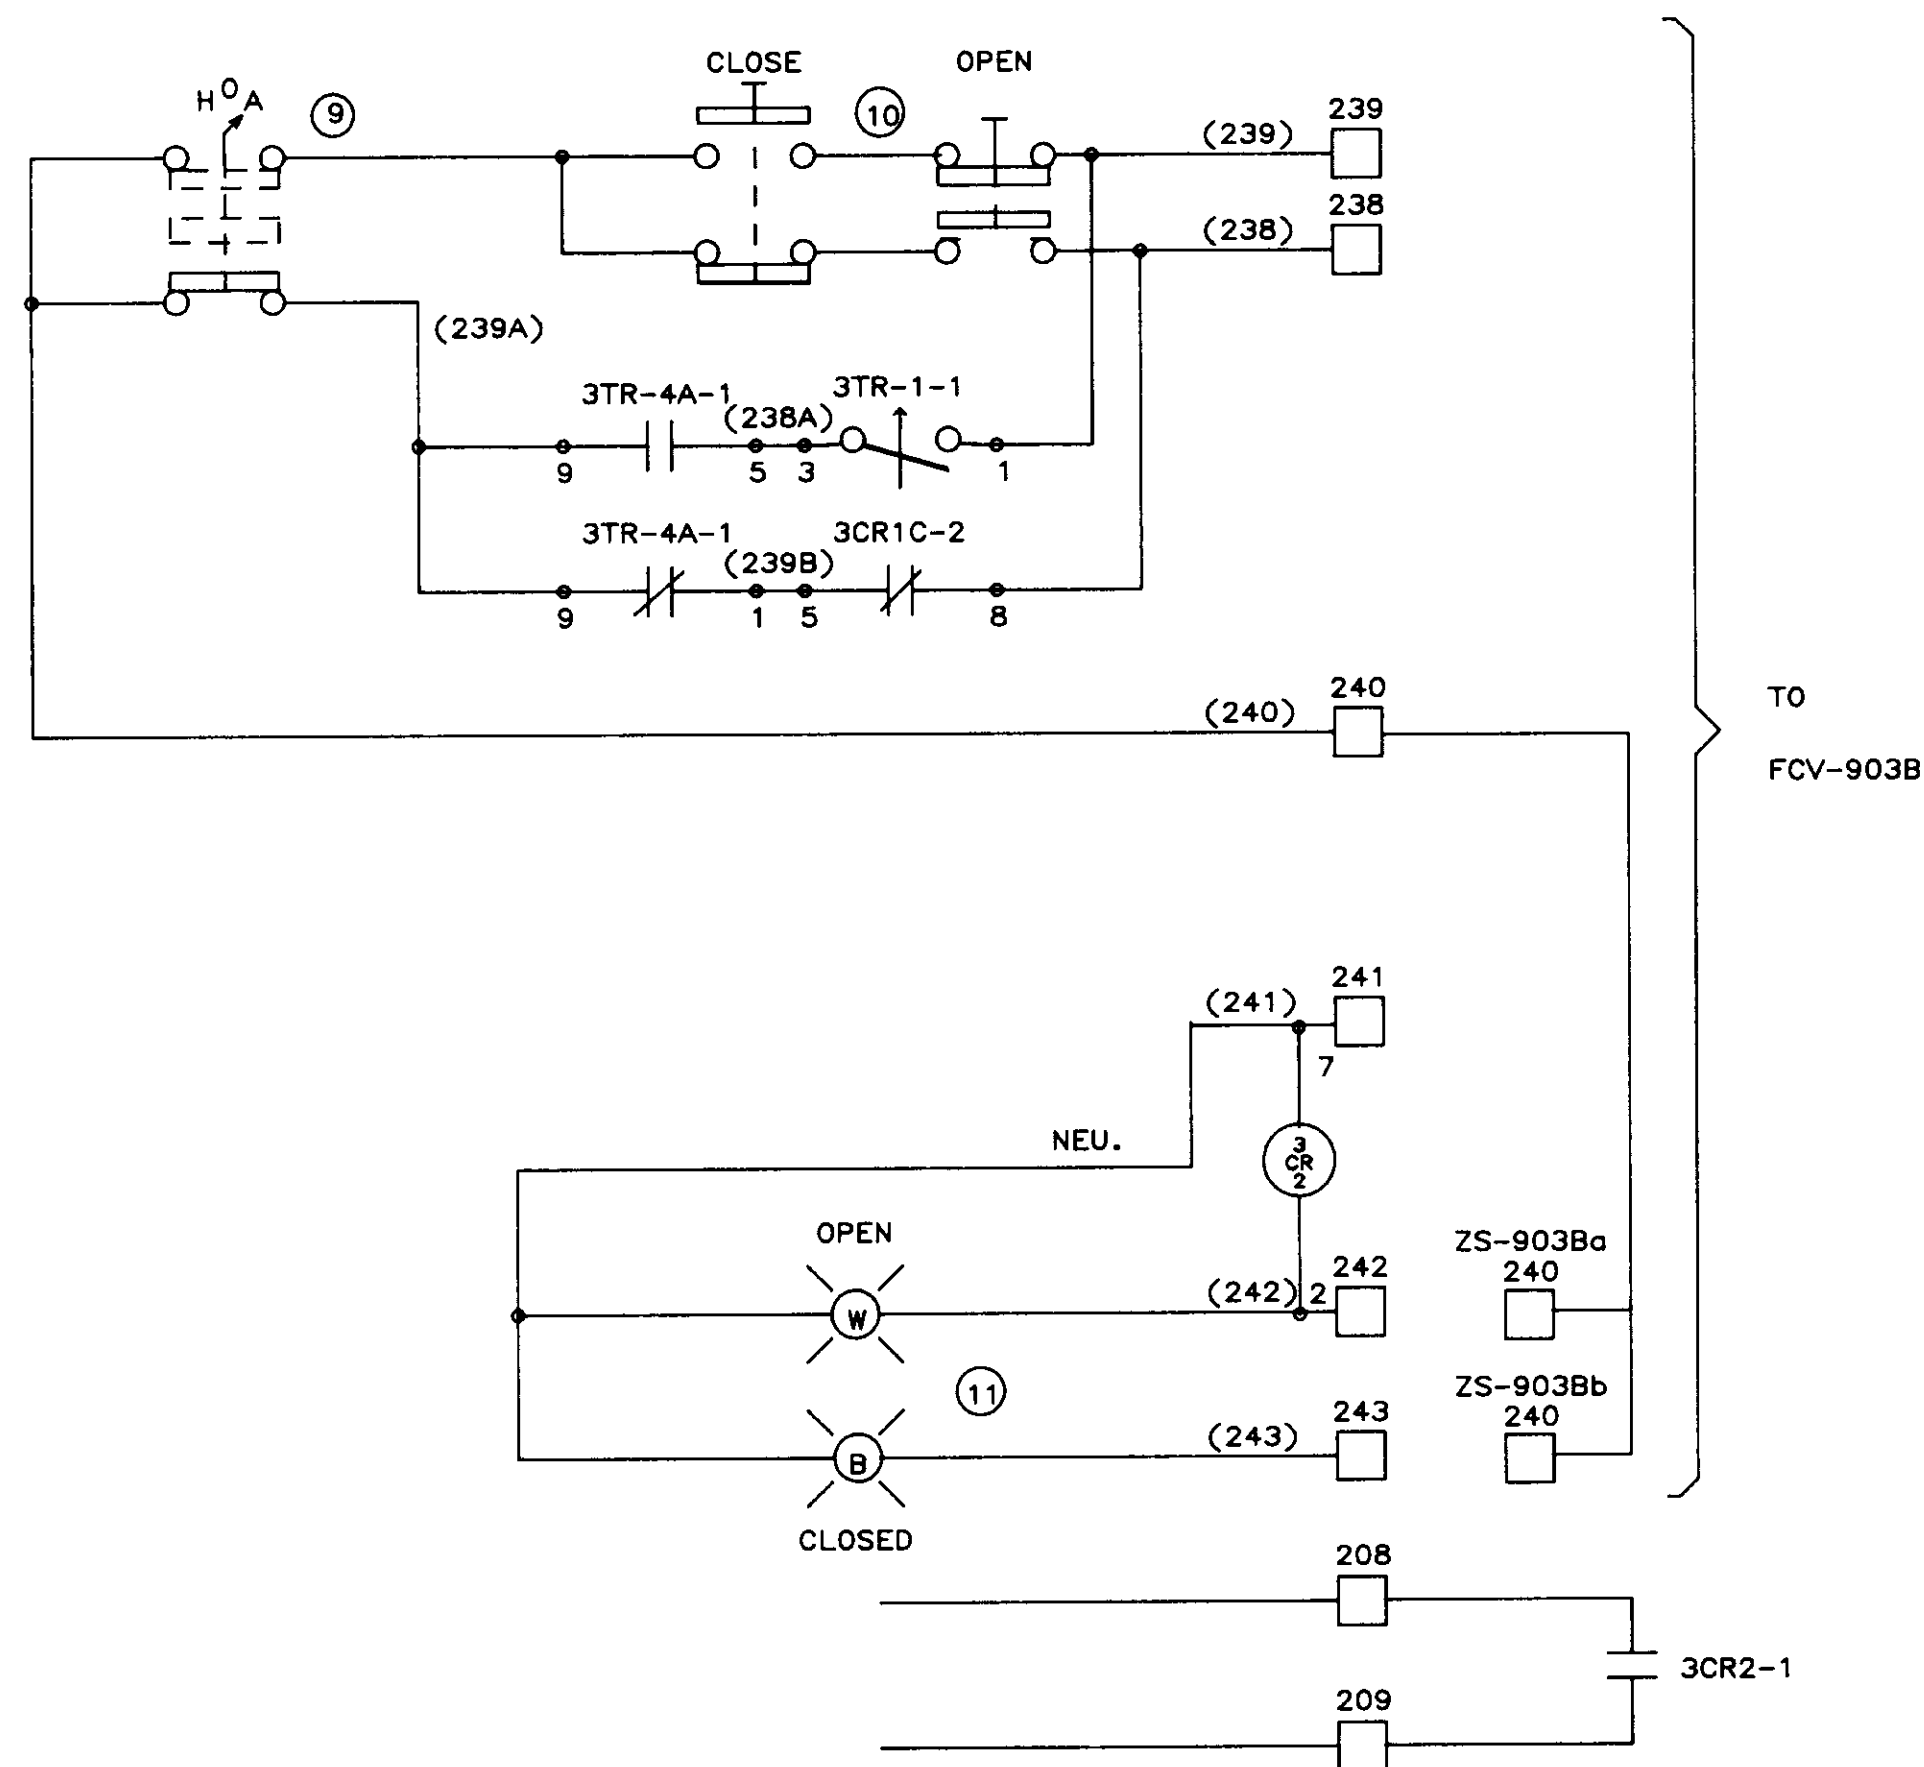 CLOSE OPEN
H O A 9 10 239
(239)
238
(238)
(239A)
3TR-4A-1 3TR-1-1
(238A)
9 5 3 1
3TR-4A-1 3CR1C-2
(239B)
9 1 5 8
240
(240)
TO
FCV-903B
241
(241)
7
NEU.
3
CR
2
OPEN
ZS-903Ba
242 240
(242) 2
W
11
ZS-903Bb
243 240
(243)
B
CLOSED
208
3CR2-1
209